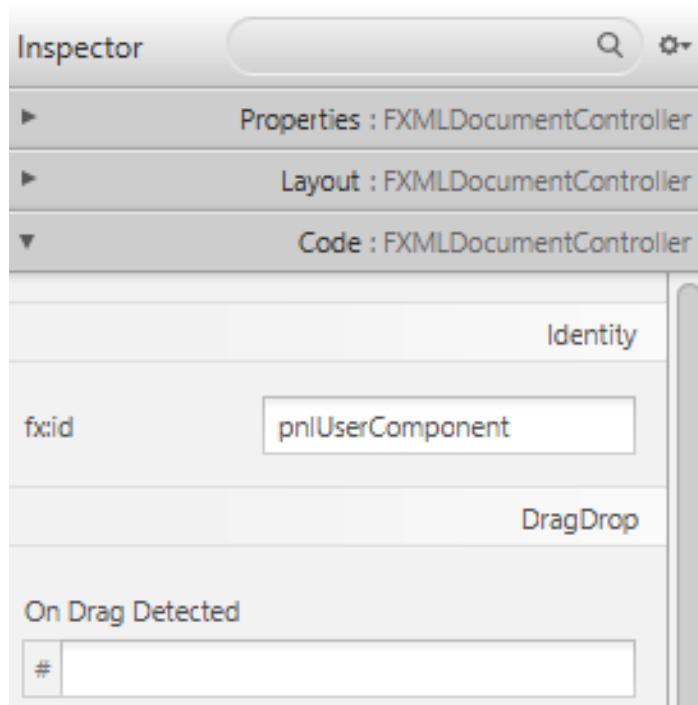 Inspector
Properties : FXMLDocumentController
Layout : FXMLDocumentController
Code : FXMLDocumentController
Identity
fx:id pnlUserComponent
DragDrop
On Drag Detected
#